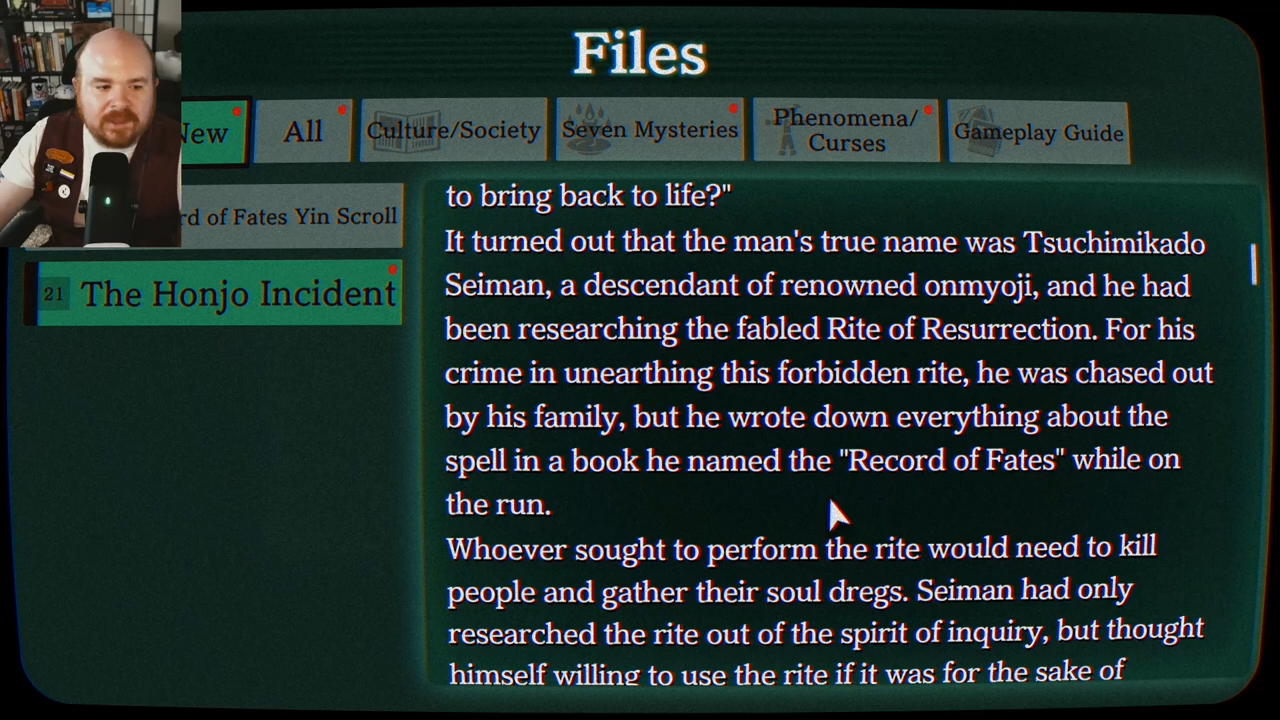 Files
New
All
Culture/Society
Seven Mysteries
Phenomena/
Curses
Gameplay Guide
rd of Fates Yin Scroll
21 The Honjo Incident
to bring back to life?"
It turned out that the man's true name was Tsuchimikado
Seiman, a descendant of renowned onmyoji, and he had
been researching the fabled Rite of Resurrection. For his
crime in unearthing this forbidden rite, he was chased out
by his family, but he wrote down everything about the
spell in a book he named the "Record of Fates" while on
the run.
Whoever sought to perform the rite would need to kill
people and gather their soul dregs. Seiman had only
researched the rite out of the spirit of inquiry, but thought
himself willing to use the rite if it was for the sake of